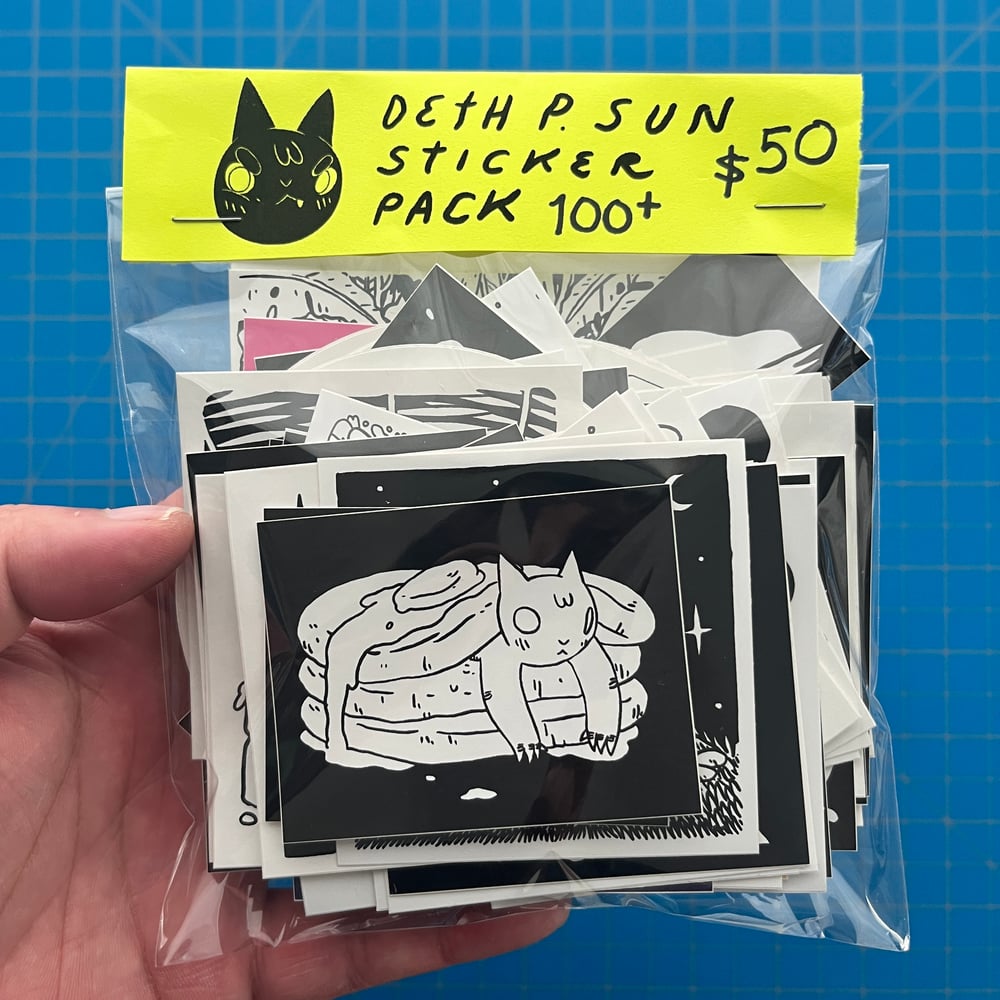 DETH P. SUN
STICKER
PACK 100+
$50